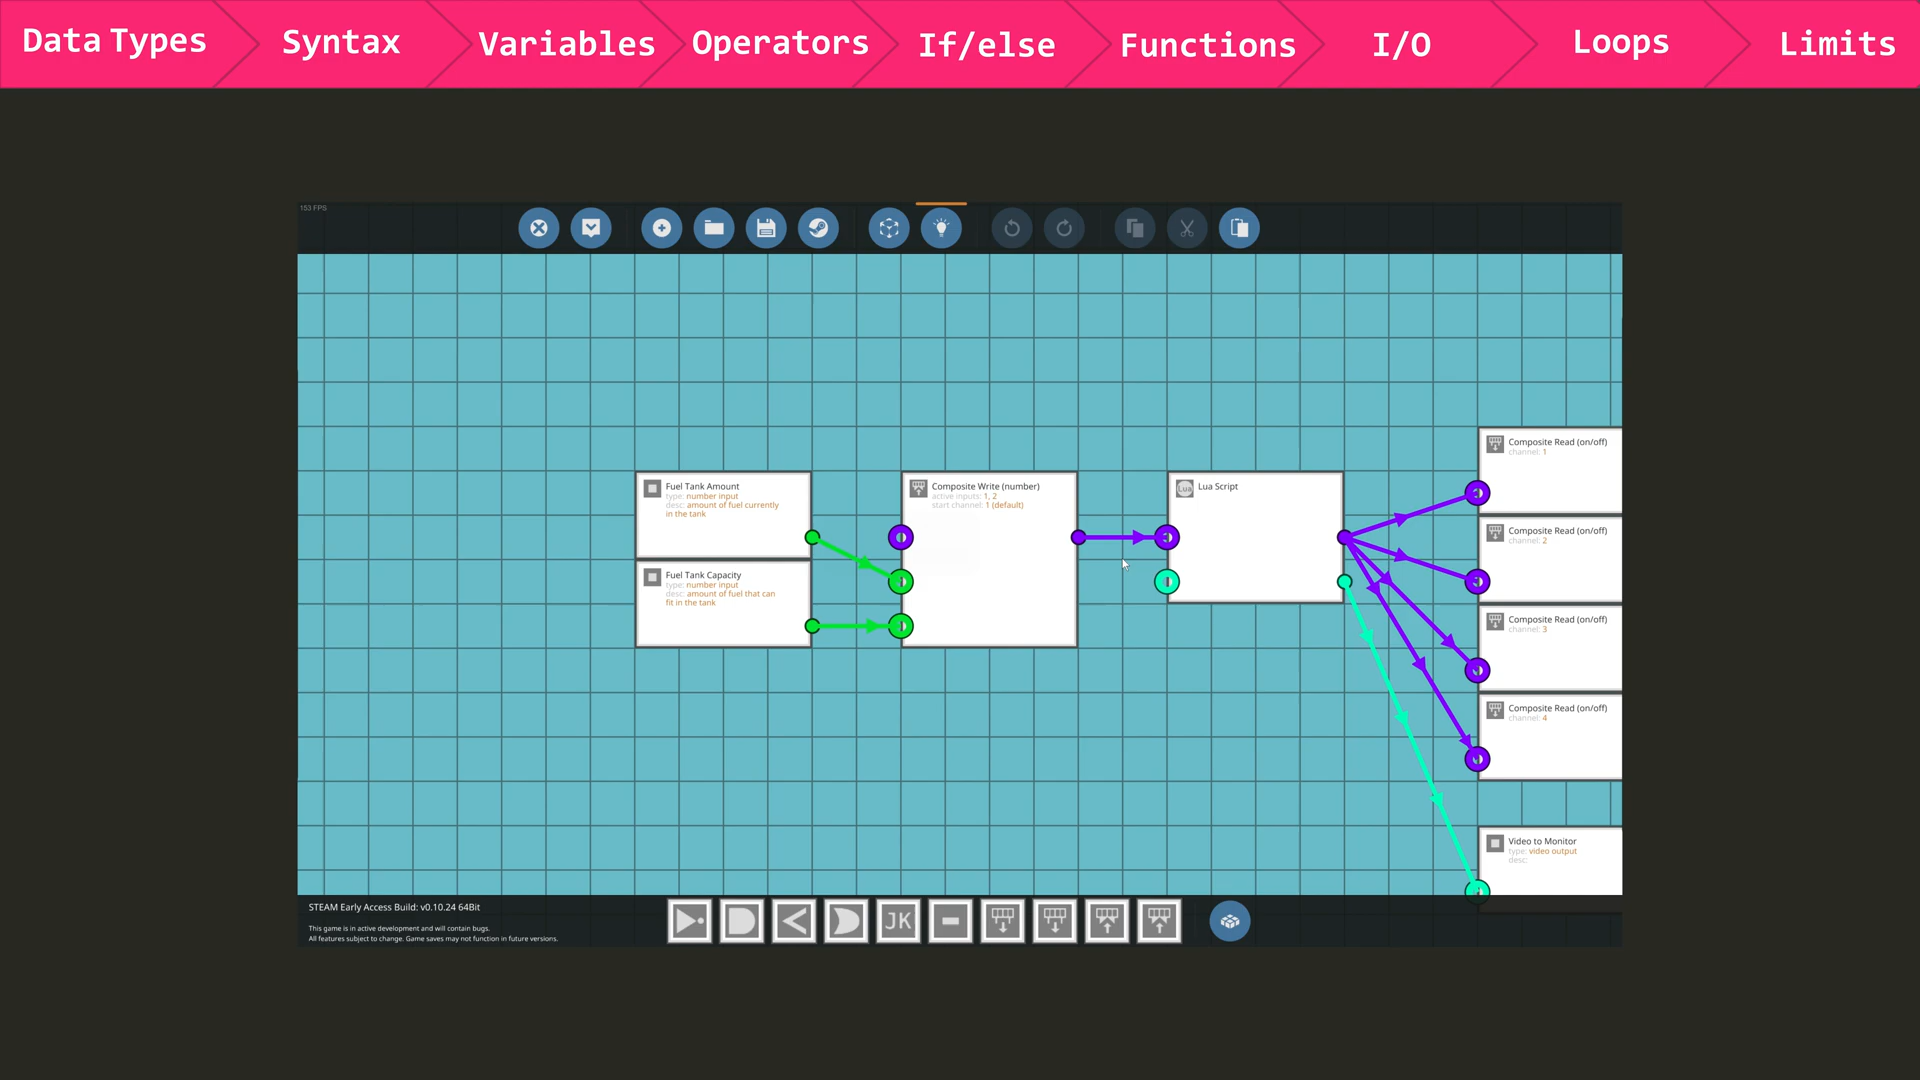 Data Types
Syntax
Variables
Operators
If/else
Functions
I/O
Loops
Limits
153 FPS
Fuel Tank Amount
type: number input
desc: amount of fuel currently
in the tank
Fuel Tank Capacity
type: number input
desc: amount of fuel that can
fit in the tank
Composite Write (number)
active inputs: 1, 2
start channel: 1 (default)
Lua
Lua Script
Composite Read (on/off)
channel: 1
Composite Read (on/off)
channel: 2
Composite Read (on/off)
channel: 3
Composite Read (on/off)
channel: 4
Video to Monitor
type: video output
desc:
STEAM Early Access Build: v0.10.24 64Bit
This game is in active development and will contain bugs.
All features subject to change. Game saves may not function in future versions.
JK